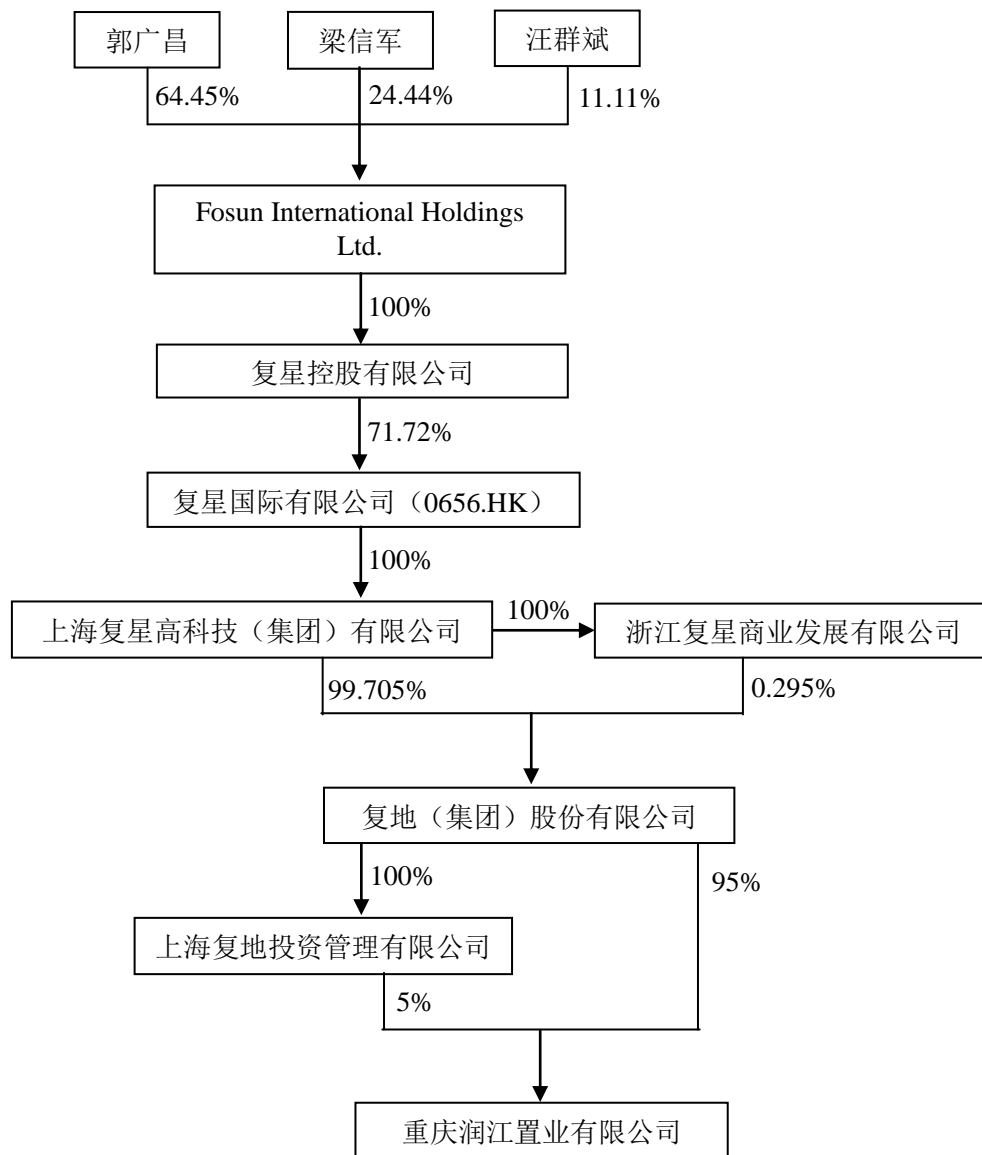 郭广昌
梁信军
汪群斌
64.45%
24.44%
11.11%
Fosun International Holdings
Ltd.
100%
复星控股有限公司
71.72%
复星国际有限公司（0656.HK）
100%
上海复星高科技（集团）有限公司
100%
浙江复星商业发展有限公司
99.705%
0.295%
复地（集团）股份有限公司
100%
95%
上海复地投资管理有限公司
5%
重庆润江置业有限公司